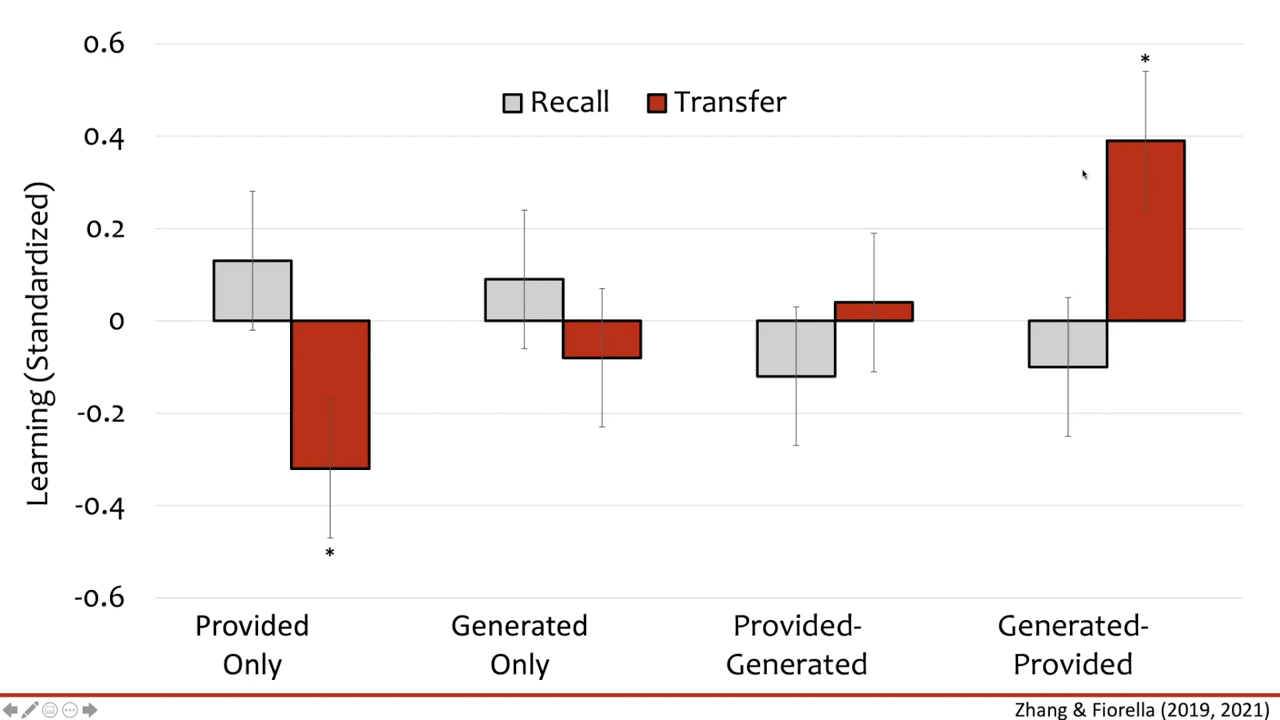 0.6
*
Recall
Transfer
0.4
0.2
0
-0.2
-0.4
*
-0.6
Learning (Standardized)
Provided
Only
Generated
Only
Provided-
Generated
Generated-
Provided
Zhang & Fiorella (2019, 2021)